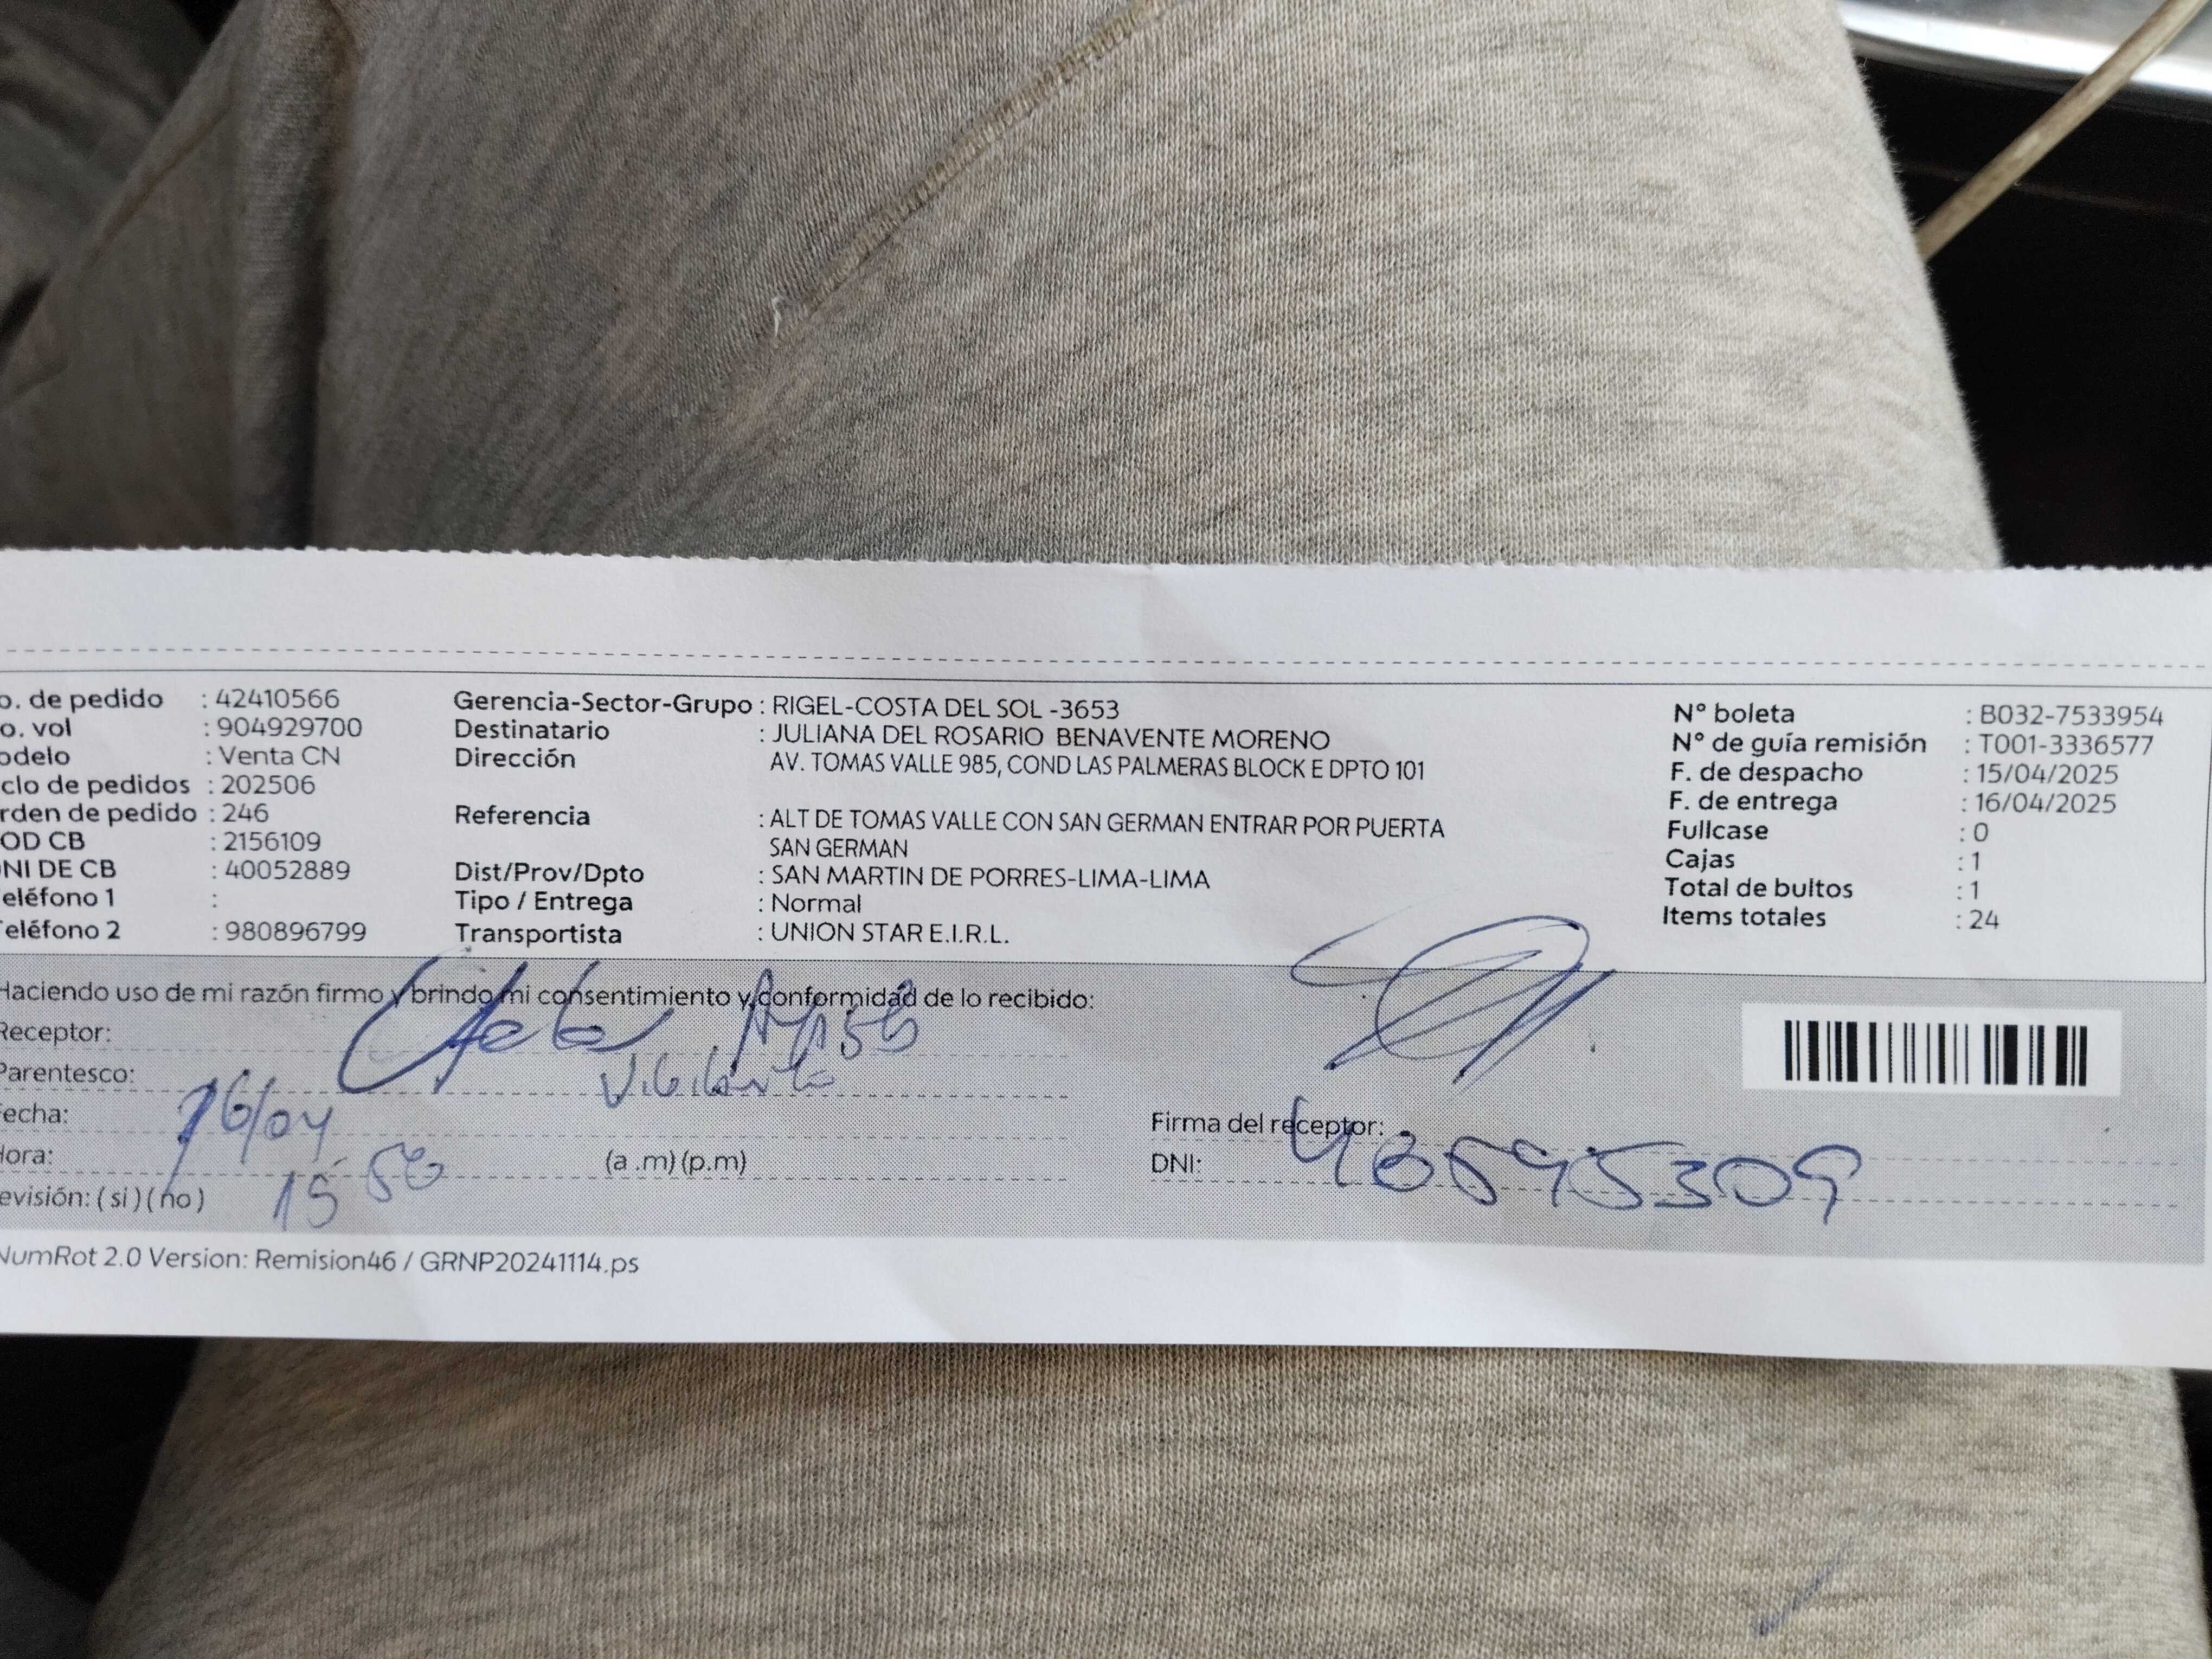 o. de pedido : 42410566
o. vol : 904929700
odelo : Venta CN
clo de pedidos : 202506
rden de pedido : 246
OD CB : 2156109
NI DE CB : 40052889
eléfono 1 :
eléfono 2 : 980896799
Gerencia-Sector-Grupo : RIGEL-COSTA DEL SOL -3653
Destinatario : JULIANA DEL ROSARIO BENAVENTE MORENO
Dirección AV. TOMAS VALLE 985, COND LAS PALMERAS BLOCK E DPTO 101
Referencia : ALT DE TOMAS VALLE CON SAN GERMAN ENTRAR POR PUERTA
SAN GERMAN
Dist/Prov/Dpto : SAN MARTIN DE PORRES-LIMA-LIMA
Tipo / Entrega : Normal
Transportista : UNION STAR E.I.R.L.
N° boleta : B032-7533954
N° de guía remisión : T001-3336577
F. de despacho : 15/04/2025
F. de entrega : 16/04/2025
Fullcase : 0
Cajas : 1
Total de bultos : 1
Items totales : 24
Haciendo uso de mi razón firmo y brindo mi consentimiento y conformidad de lo recibido:
Receptor:
Parentesco: Vigilante
Fecha: 16/04
Hora: 15 50 (a .m) (p.m)
evisión: ( si ) ( no )
Firma del receptor:
DNI: 40595309
NumRot 2.0 Version: Remision46 / GRNP20241114.ps